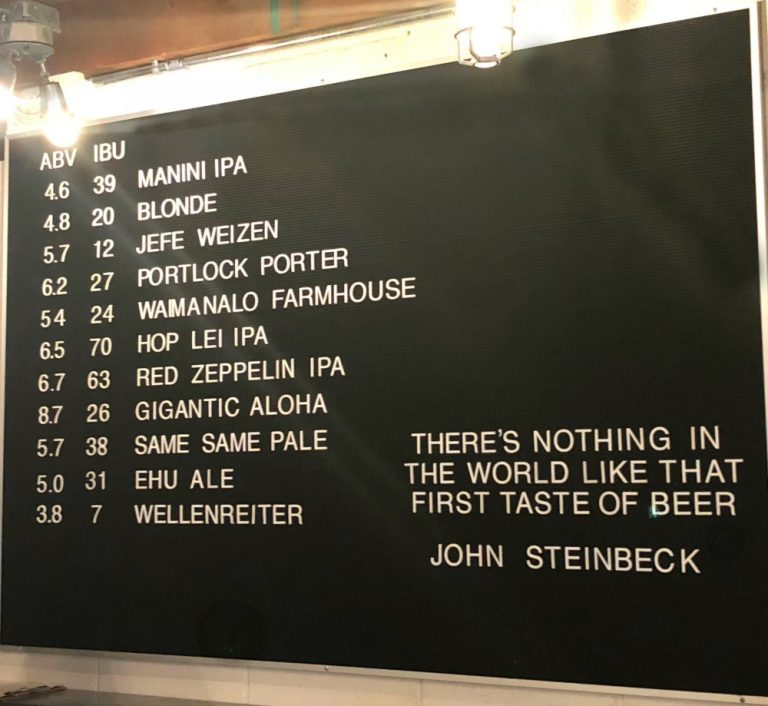 ABV IBU
4.6 39 MANINI IPA
4.8 20 BLONDE
5.7 12 JEFE WEIZEN
6.2 27 PORTLOCK PORTER
5 4 24 WAIMANALO FARMHOUSE
6.5 70 HOP LEI IPA
6.7 63 RED ZEPPELIN IPA
8.7 26 GIGANTIC ALOHA
5.7 38 SAME SAME PALE
5.0 31 EHU ALE
3.8 7 WELLENREITER
THERE'S NOTHING IN
THE WORLD LIKE THAT
FIRST TASTE OF BEER
JOHN STEINBECK